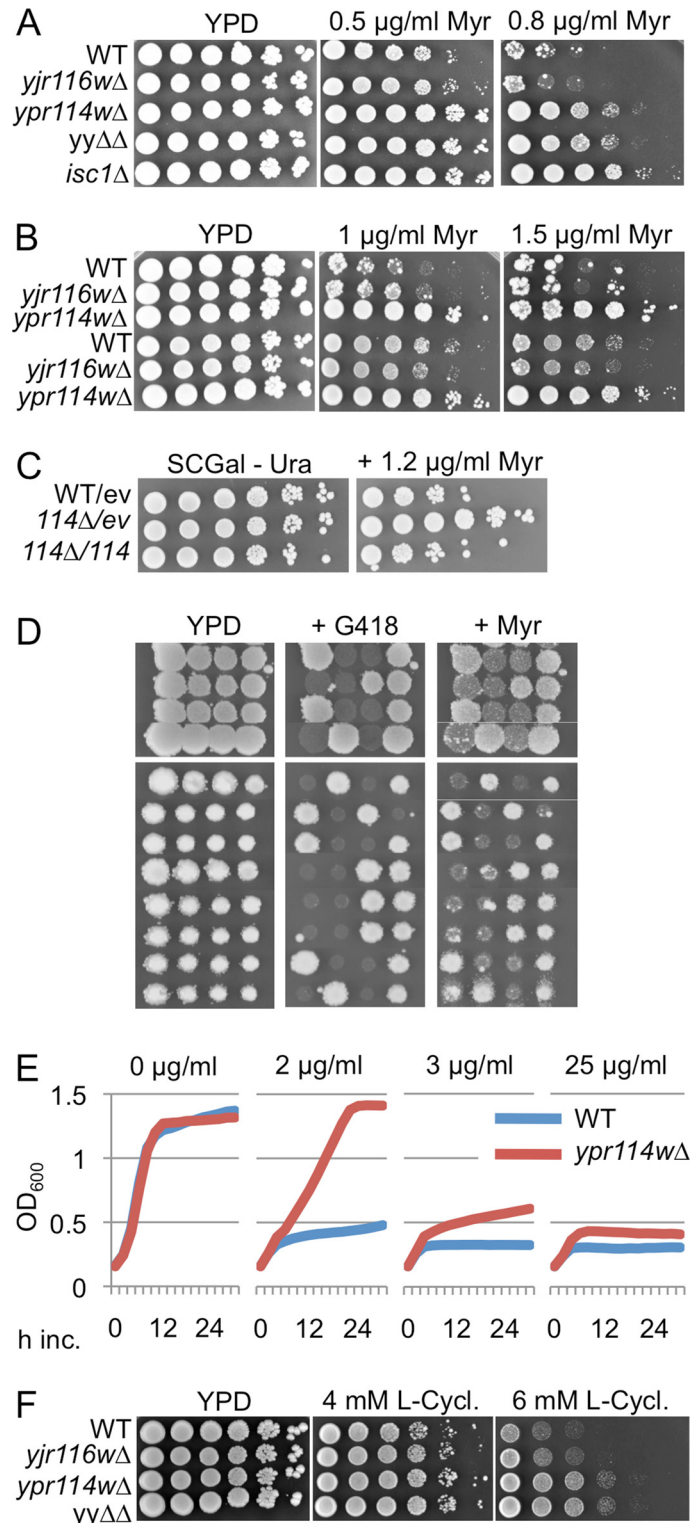 A
YPD 0.5 µg/ml Myr 0.8 µg/ml Myr
WT
yjr116wΔ
ypr114wΔ
yyΔΔ
isc1Δ
B
YPD 1 µg/ml Myr 1.5 µg/ml Myr
WT
yjr116wΔ
ypr114wΔ
WT
yjr116wΔ
ypr114wΔ
C
SCGal - Ura + 1.2 µg/ml Myr
WT/ev
114Δ/ev
114Δ/114
D
YPD + G418 + Myr
E
0 µg/ml 2 µg/ml 3 µg/ml 25 µg/ml
1.5
WT
ypr114wΔ
1
OD600
0.5
0
h inc. 0 12 24 0 12 24 0 12 24 0 12 24
F
YPD 4 mM L-Cycl. 6 mM L-Cycl.
WT
yjr116wΔ
ypr114wΔ
yyΔΔ